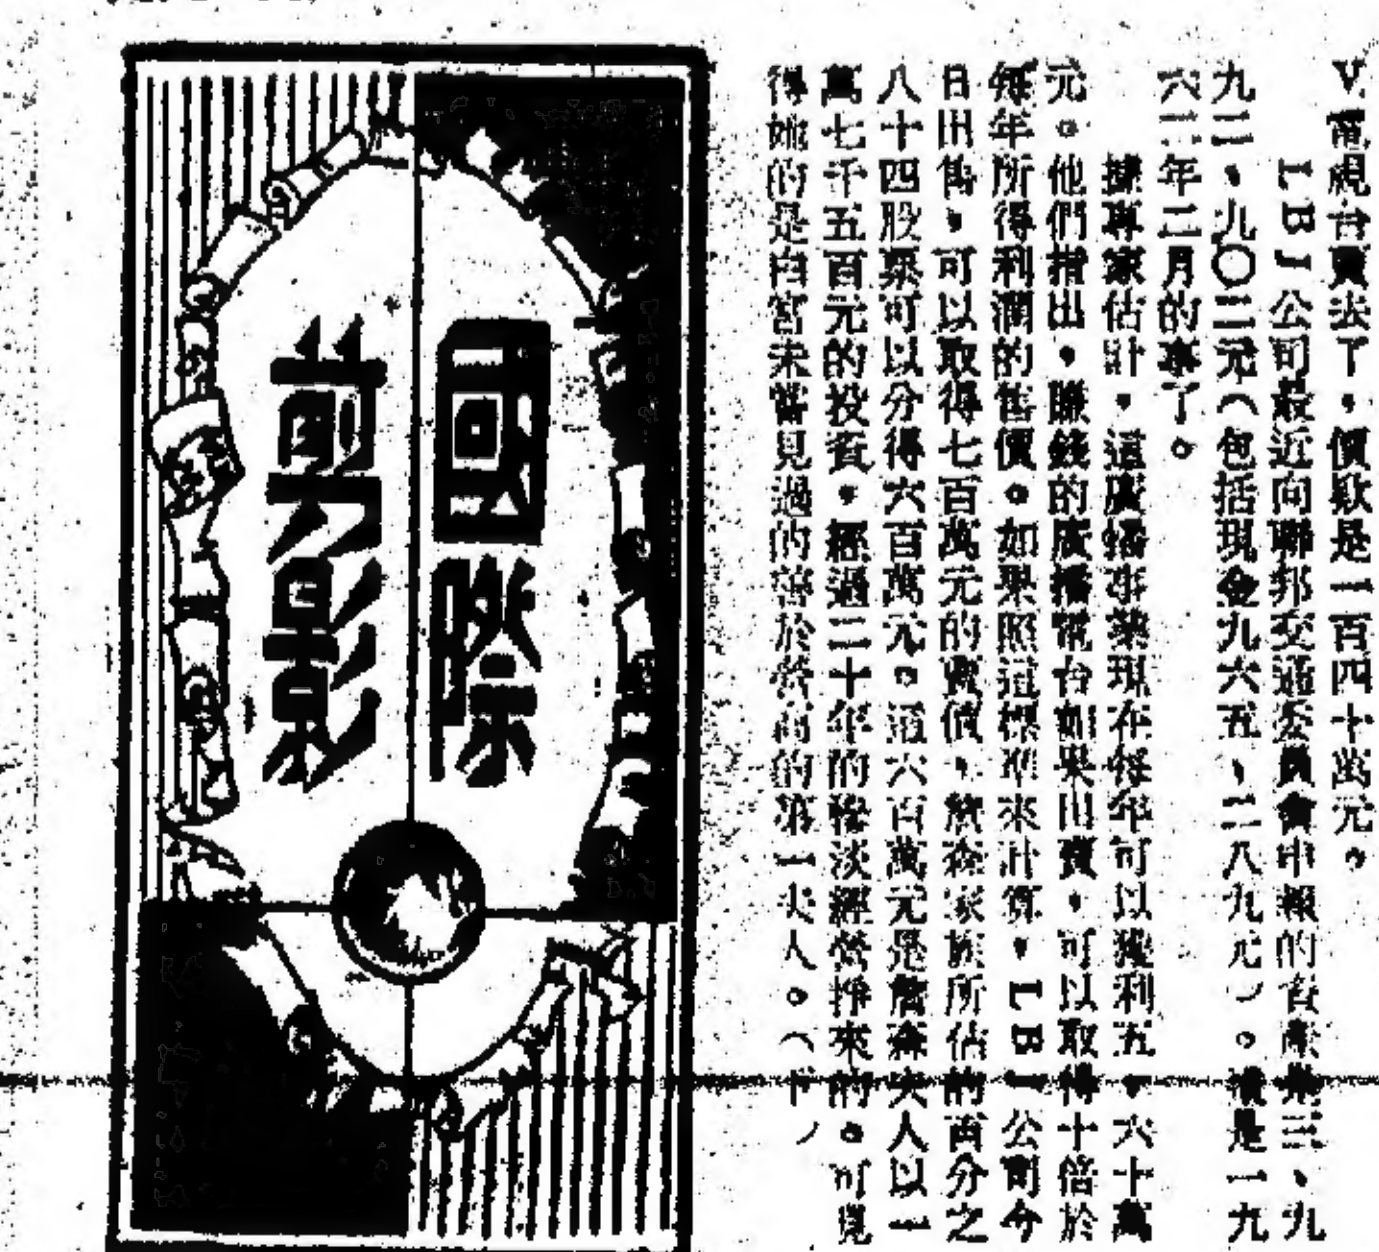 V電視台賣去了，價欵是一百四十萬元。
LBJ公司最近向聯邦交通委員會申報的資產共三、九
九二、九〇二元（包括現金九六五、二八九元）。這是一九
六三年二月的事了。
據專家估計，這廣播事業現在每年可以獲利五、六十萬
元。他們指出，賺錢的廣播電台如果出賣，可以取得十倍於
每年所得利潤的售價。如果照這標準來計算，LBJ公司今
日出售，可以取得七百萬元的賣價，詹森家族所佔的百分之
八十四股票可以分得六百萬元。這六百萬元是詹森夫人以一
萬七千五百元的投資，經過二十年的慘淡經營掙來的。可見
得她的是白宮未嘗見過的善於營商的第一夫人。（下）
國際
剪影